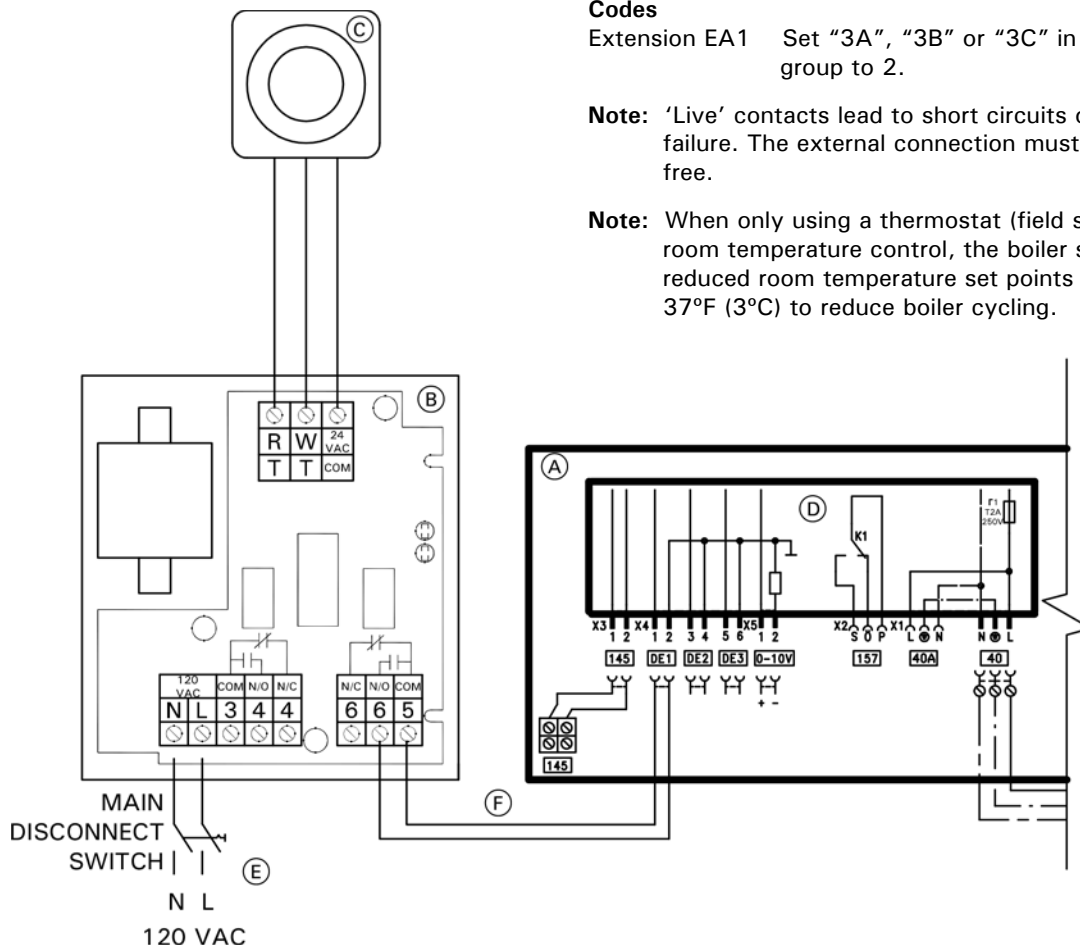 Codes
Extension EA1 Set “3A”, “3B” or “3C” in
group to 2.
Note: ‘Live’ contacts lead to short circuits
failure. The external connection must
free.
Note: When only using a thermostat (field
room temperature control, the boiler
reduced room temperature set points
37ºF (3ºC) to reduce boiler cycling.
C
B
R W 24 VAC
T T COM
A
D
K1
T2A
250V
X3 1 2 X4 1 2 3 4 5 6 X5 1 2 X2 S Ö P X1 L N N L
145 DE1 DE2 DE3 0-10V 157 40A 40
+ -
145
120 VAC COM N/O N/C N/C N/O COM
N L 3 4 4 6 6 5
F
MAIN
DISCONNECT
SWITCH
E
N L
120 VAC